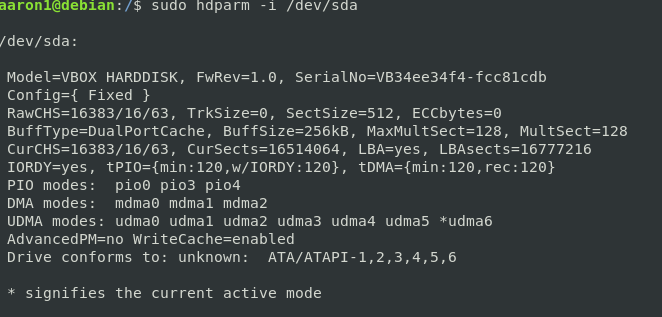 aaron1@debian:/$ sudo hdparm -i /dev/sda
/dev/sda:
Model=VBOX HARDDISK, FwRev=1.0, SerialNo=VB34ee34f4-fcc81cdb
Config={ Fixed }
RawCHS=16383/16/63, TrkSize=0, SectSize=512, ECCbytes=0
BuffType=DualPortCache, BuffSize=256kB, MaxMultSect=128, MultSect=128
CurCHS=16383/16/63, CurSects=16514064, LBA=yes, LBAsects=16777216
IORDY=yes, tPIO={min:120,w/IORDY:120}, tDMA={min:120,rec:120}
PIO modes:  pio0 pio3 pio4
DMA modes:  mdma0 mdma1 mdma2
UDMA modes: udma0 udma1 udma2 udma3 udma4 udma5 *udma6
AdvancedPM=no WriteCache=enabled
Drive conforms to: unknown:  ATA/ATAPI-1,2,3,4,5,6
* signifies the current active mode